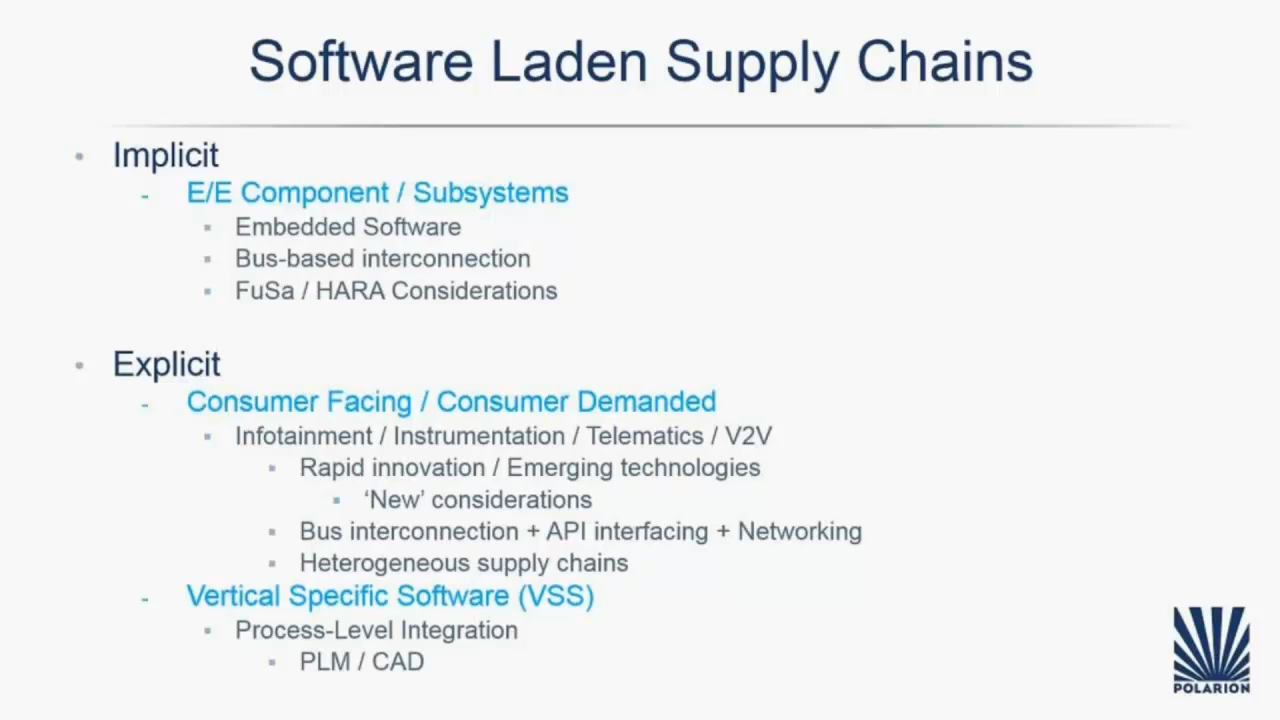 Software Laden Supply Chains
Implicit
E/E Component / Subsystems
Embedded Software
Bus-based interconnection
FuSa / HARA Considerations
Explicit
Consumer Facing / Consumer Demanded
Infotainment / Instrumentation / Telematics / V2V
Rapid innovation / Emerging technologies
‘New’ considerations
Bus interconnection + API interfacing + Networking
Heterogeneous supply chains
Vertical Specific Software (VSS)
Process-Level Integration
PLM / CAD
POLARION